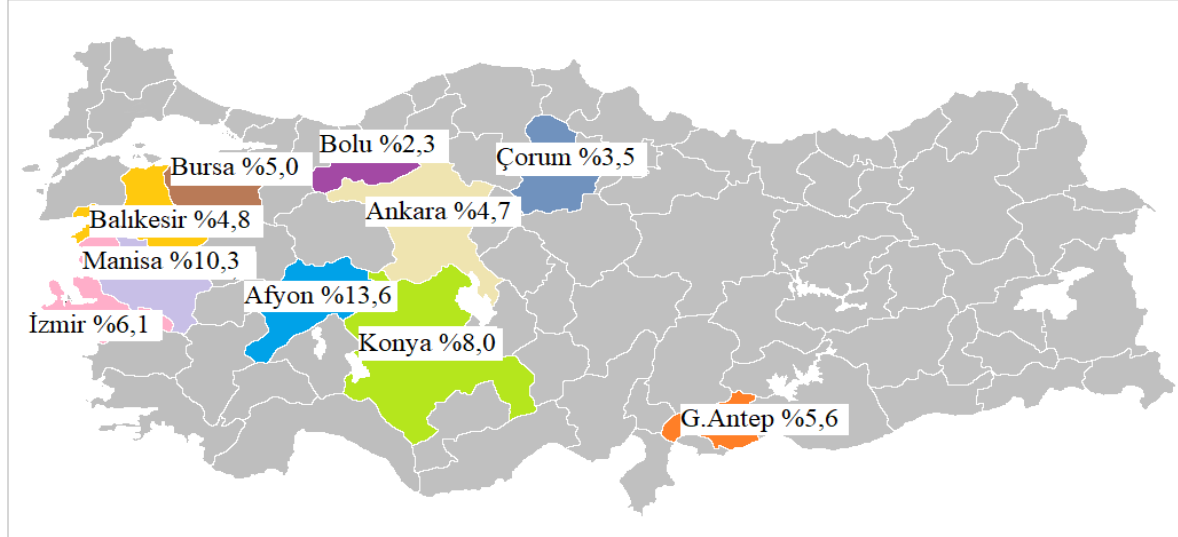 Bolu %2,3
Çorum %3,5
Bursa %5,0
Balıkesir %4,8
Ankara %4,7
Manisa %10,3
Afyon %13,6
İzmir %6,1
Konya %8,0
G.Antep %5,6